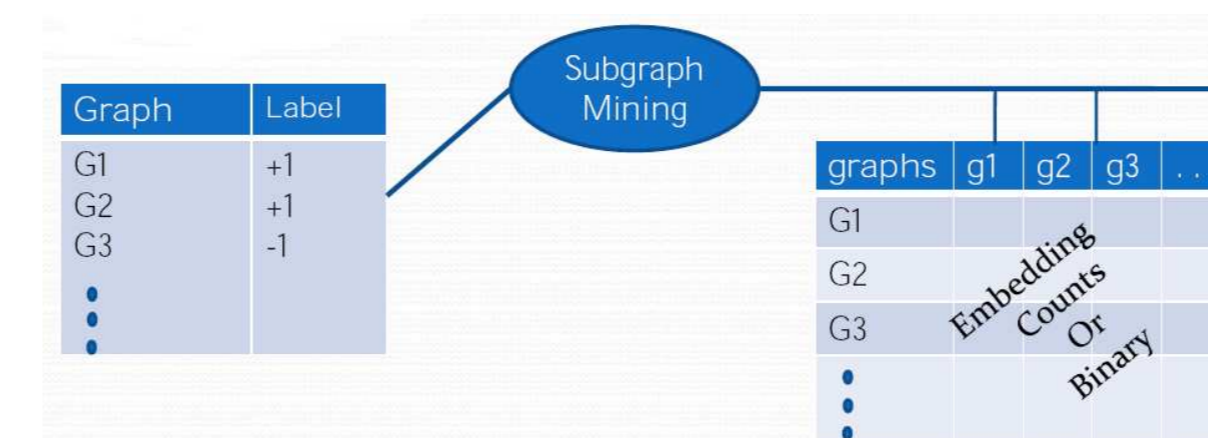 Subgraph
Mining
Graph Label
G1 +1
G2 +1
G3 -1
graphs g1 g2 g3 ..
G1
G2
G3
Embedding
Counts
Or
Binary